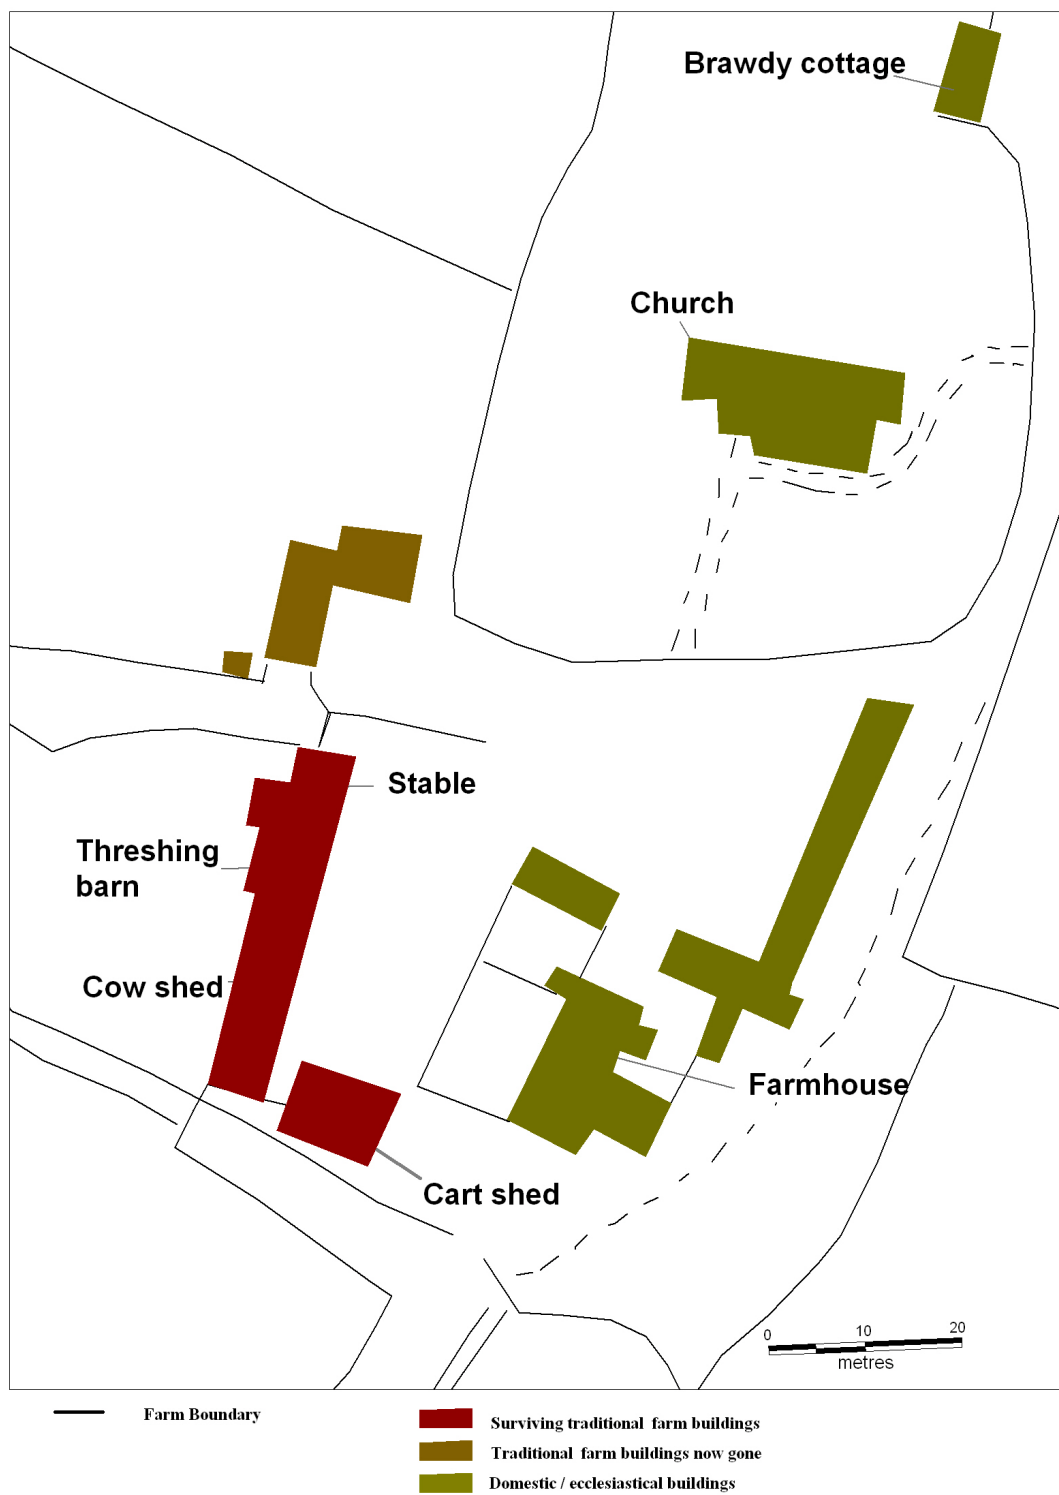 Brawdy cottage
Church
Stable
Threshing
barn
Cow shed
Farmhouse
Cart shed
0 10 20
metres
Farm Boundary
Surviving traditional farm buildings
Traditional farm buildings now gone
Domestic / ecclesiastical buildings